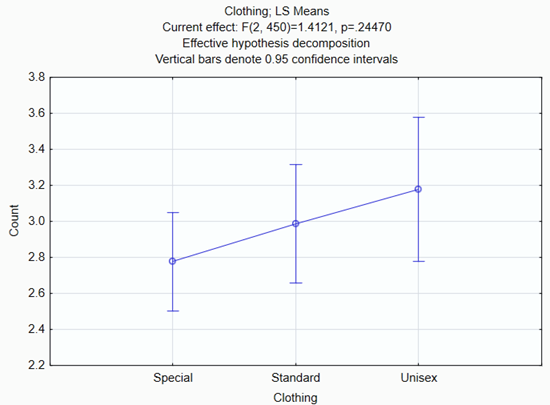 Clothing; LS Means
Current effect: F(2, 450)=1.4121, p=.24470
Effective hypothesis decomposition
Vertical bars denote 0.95 confidence intervals
3.8
3.6
3.4
3.2
3.0
2.8
2.6
2.4
2.2
Count
Special Standard Unisex
Clothing